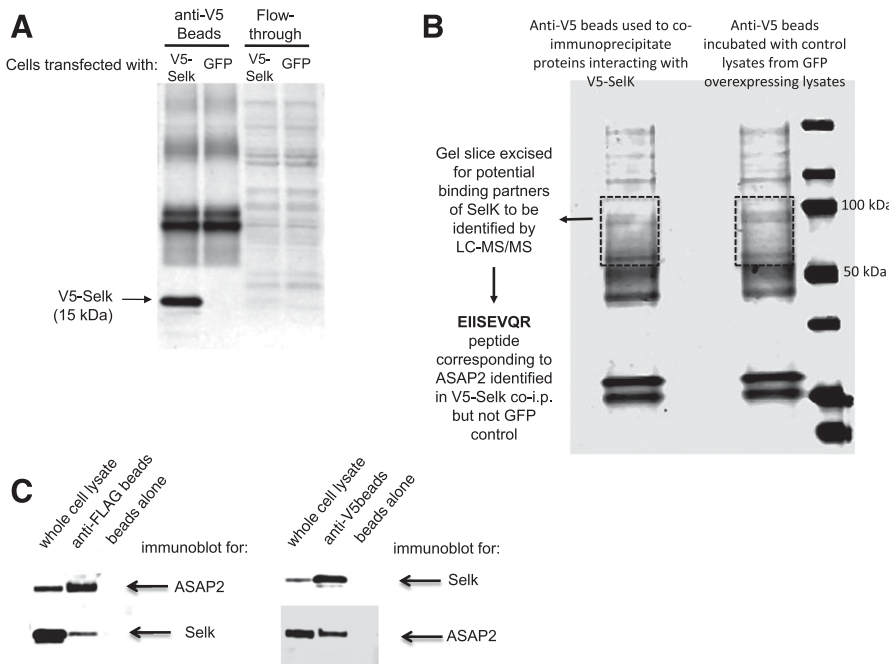 A
anti-V5
Beads
Flow-
through
Cells transfected with:
V5-
Selk
GFP
V5-
Selk
GFP
V5-Selk
(15 kDa)
B
Anti-V5 beads used to co-
immunoprecipitate
proteins interacting with
V5-SelK
Anti-V5 beads
incubated with control
lysates from GFP
overexpressing lysates
Gel slice excised
for potential
binding partners
of SelK to be
identified by
LC-MS/MS
100 kDa
50 kDa
EIISEVQR
peptide
corresponding to
ASAP2 identified
in V5-Selk co-i.p.
but not GFP
control
C
whole cell lysate
anti-FLAG beads
beads alone
immunoblot for:
ASAP2
Selk
whole cell lysate
anti-V5beads
beads alone
immunoblot for:
Selk
ASAP2